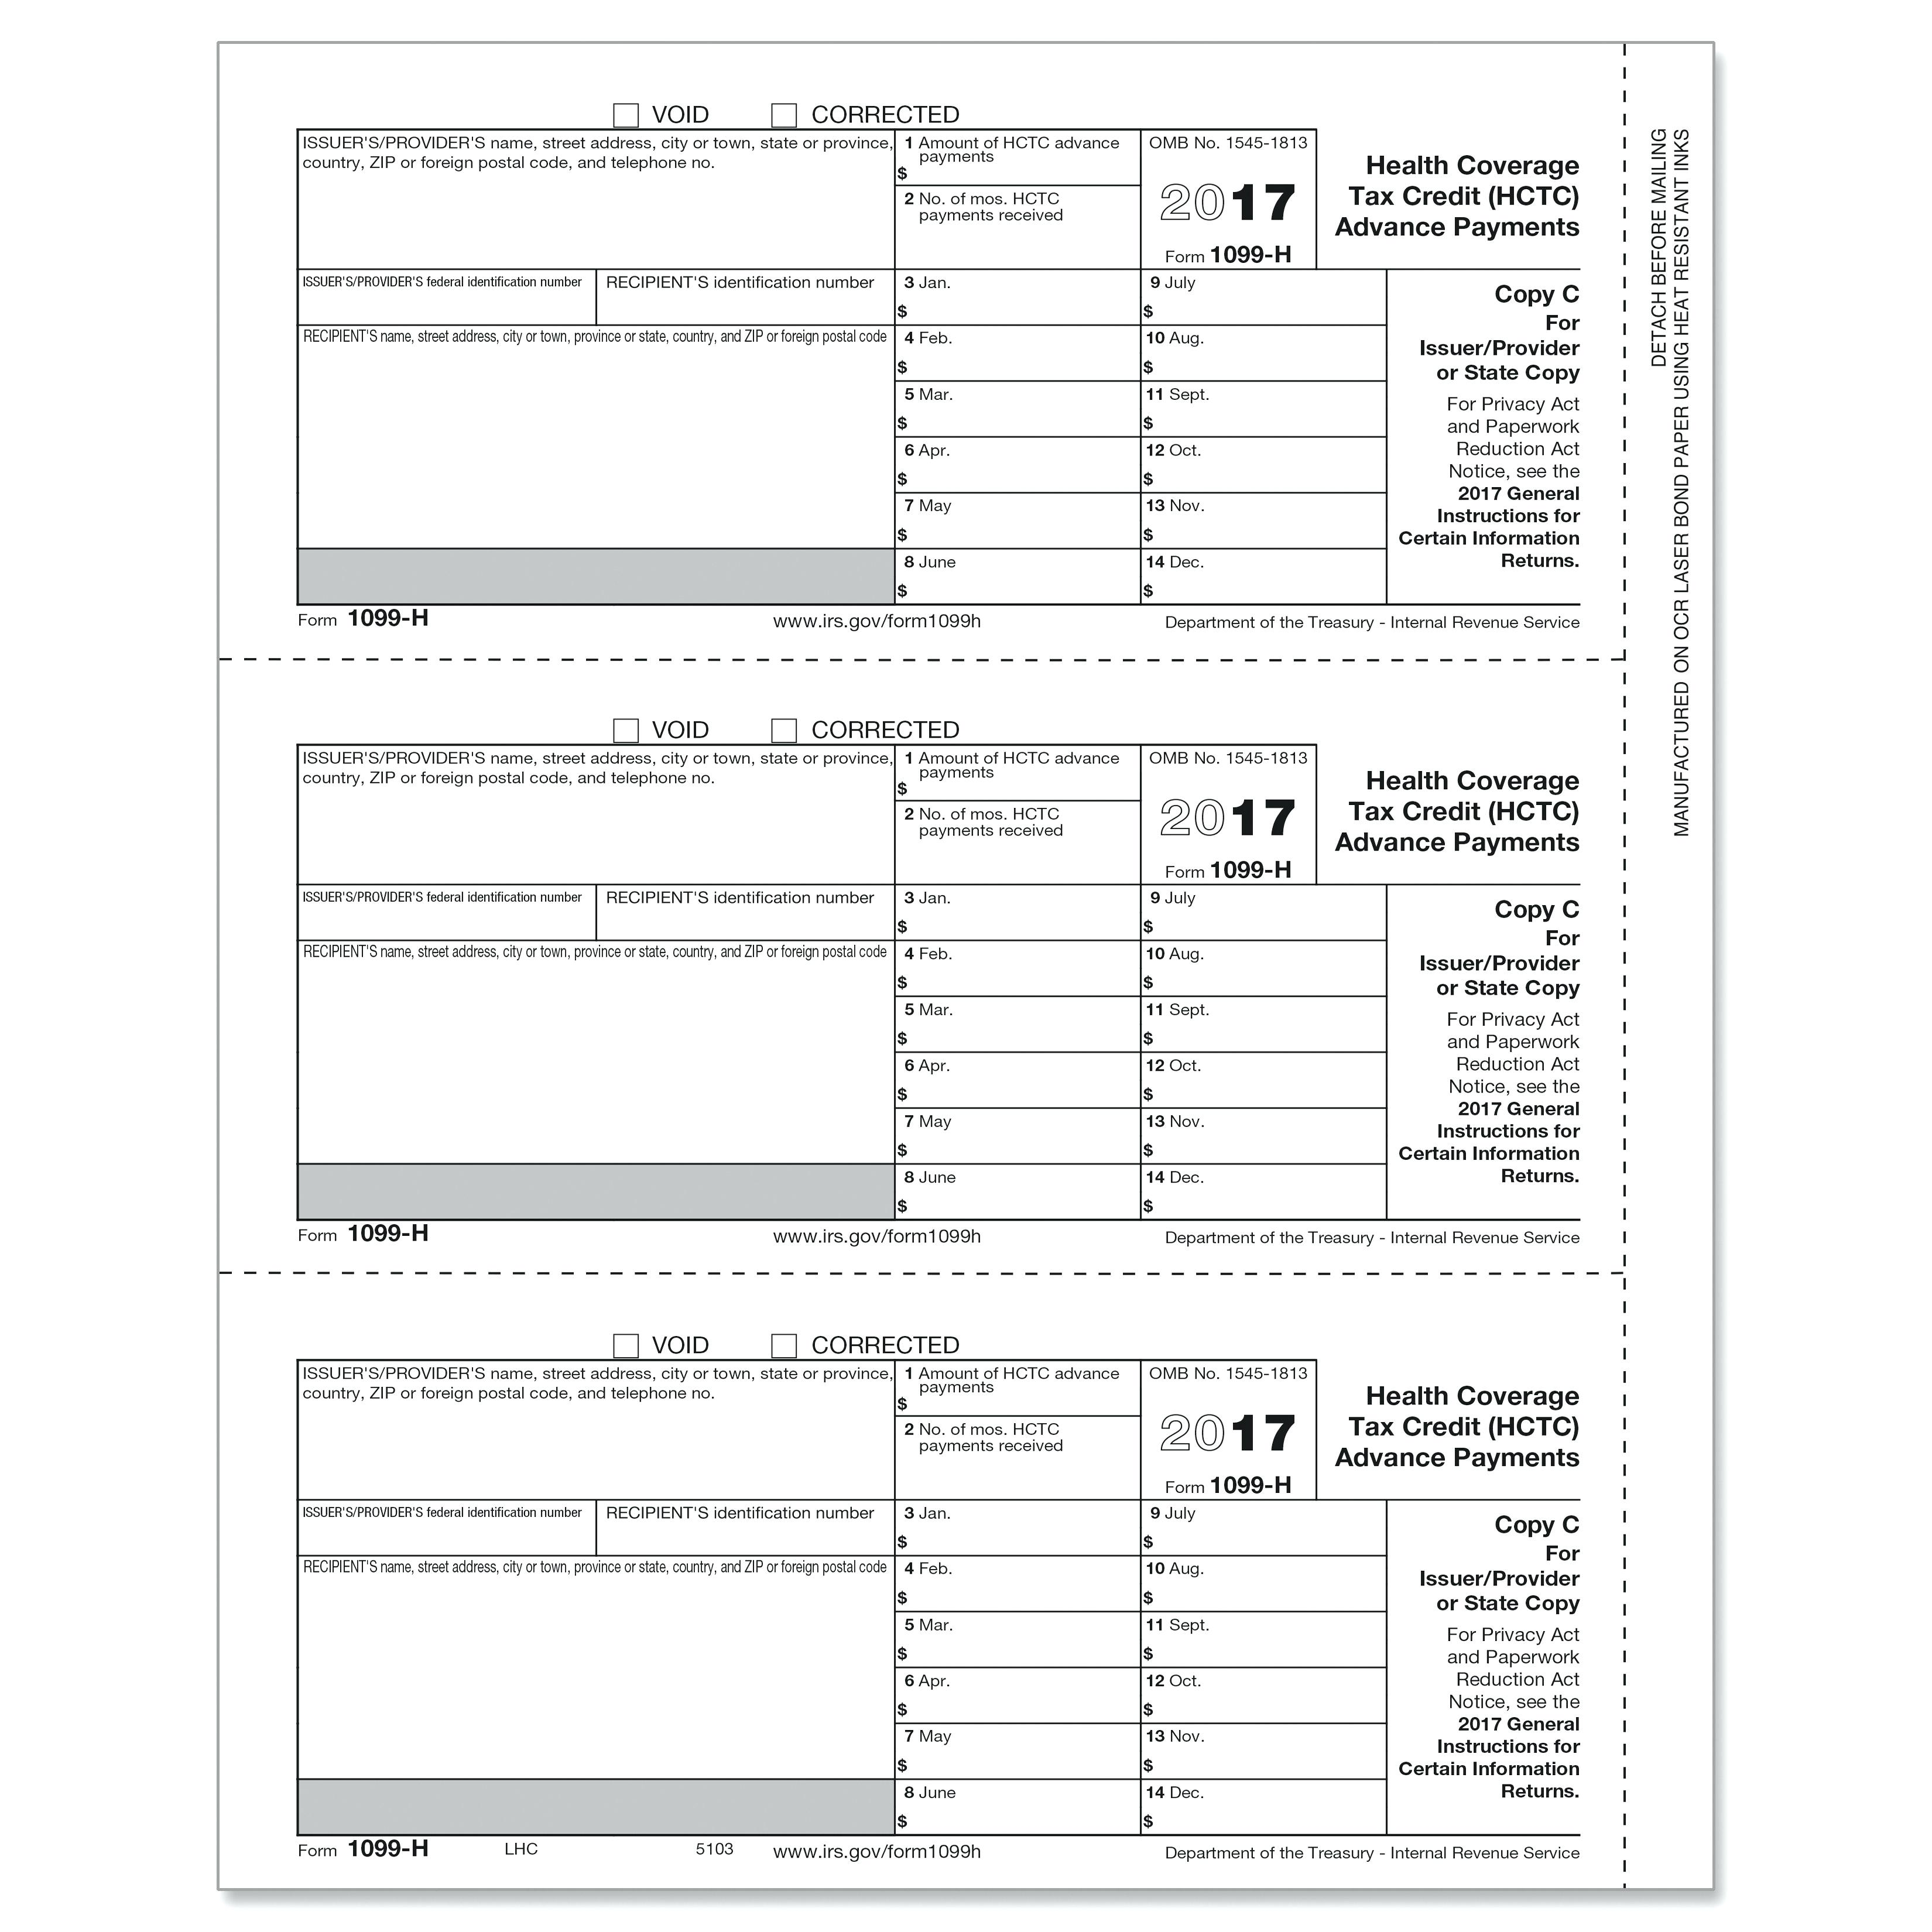 VOID CORRECTED
ISSUER'S/PROVIDER'S name, street address, city or town, state or province,
country, ZIP or foreign postal code, and telephone no.
1 Amount of HCTC advance
payments
$
2 No. of mos. HCTC
payments received
OMB No. 1545-1813
2017
Form 1099-H
Health Coverage
Tax Credit (HCTC)
Advance Payments
ISSUER'S/PROVIDER'S federal identification number
RECIPIENT'S identification number
RECIPIENT'S name, street address, city or town, province or state, country, and ZIP or foreign postal code
3 Jan.
$
4 Feb.
$
5 Mar.
$
6 Apr.
$
7 May
$
8 June
$
9 July
$
10 Aug.
$
11 Sept.
$
12 Oct.
$
13 Nov.
$
14 Dec.
$
Copy C
For
Issuer/Provider
or State Copy
For Privacy Act
and Paperwork
Reduction Act
Notice, see the
2017 General
Instructions for
Certain Information
Returns.
Form 1099-H www.irs.gov/form1099h Department of the Treasury - Internal Revenue Service
VOID CORRECTED
ISSUER'S/PROVIDER'S name, street address, city or town, state or province,
country, ZIP or foreign postal code, and telephone no.
1 Amount of HCTC advance
payments
$
2 No. of mos. HCTC
payments received
OMB No. 1545-1813
2017
Form 1099-H
Health Coverage
Tax Credit (HCTC)
Advance Payments
ISSUER'S/PROVIDER'S federal identification number
RECIPIENT'S identification number
RECIPIENT'S name, street address, city or town, province or state, country, and ZIP or foreign postal code
3 Jan.
$
4 Feb.
$
5 Mar.
$
6 Apr.
$
7 May
$
8 June
$
9 July
$
10 Aug.
$
11 Sept.
$
12 Oct.
$
13 Nov.
$
14 Dec.
$
Copy C
For
Issuer/Provider
or State Copy
For Privacy Act
and Paperwork
Reduction Act
Notice, see the
2017 General
Instructions for
Certain Information
Returns.
Form 1099-H www.irs.gov/form1099h Department of the Treasury - Internal Revenue Service
VOID CORRECTED
ISSUER'S/PROVIDER'S name, street address, city or town, state or province,
country, ZIP or foreign postal code, and telephone no.
1 Amount of HCTC advance
payments
$
2 No. of mos. HCTC
payments received
OMB No. 1545-1813
2017
Form 1099-H
Health Coverage
Tax Credit (HCTC)
Advance Payments
ISSUER'S/PROVIDER'S federal identification number
RECIPIENT'S identification number
RECIPIENT'S name, street address, city or town, province or state, country, and ZIP or foreign postal code
3 Jan.
$
4 Feb.
$
5 Mar.
$
6 Apr.
$
7 May
$
8 June
$
9 July
$
10 Aug.
$
11 Sept.
$
12 Oct.
$
13 Nov.
$
14 Dec.
$
Copy C
For
Issuer/Provider
or State Copy
For Privacy Act
and Paperwork
Reduction Act
Notice, see the
2017 General
Instructions for
Certain Information
Returns.
Form 1099-H LHC 5103 www.irs.gov/form1099h Department of the Treasury - Internal Revenue Service
DETACH BEFORE MAILING
MANUFACTURED ON OCR LASER BOND PAPER USING HEAT RESISTANT INKS